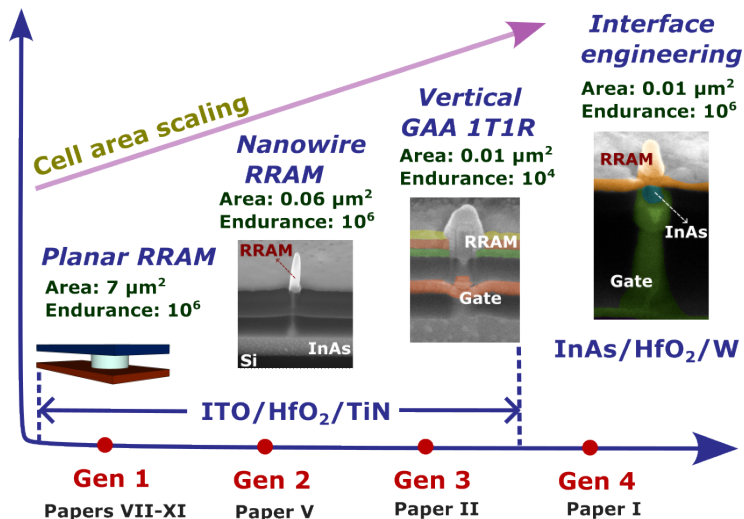 Cell area scaling
Planar RRAM
Area: 7 µm²
Endurance: 10⁶
Nanowire
RRAM
Area: 0.06 µm²
Endurance: 10⁶
RRAM
InAs
Si
Vertical
GAA 1T1R
Area: 0.01 µm²
Endurance: 10⁴
RRAM
Gate
Interface
engineering
Area: 0.01 µm²
Endurance: 10⁶
RRAM
InAs
Gate
InAs/HfO₂/W
ITO/HfO₂/TiN
Gen 1
Papers VII-XI
Gen 2
Paper V
Gen 3
Paper II
Gen 4
Paper I